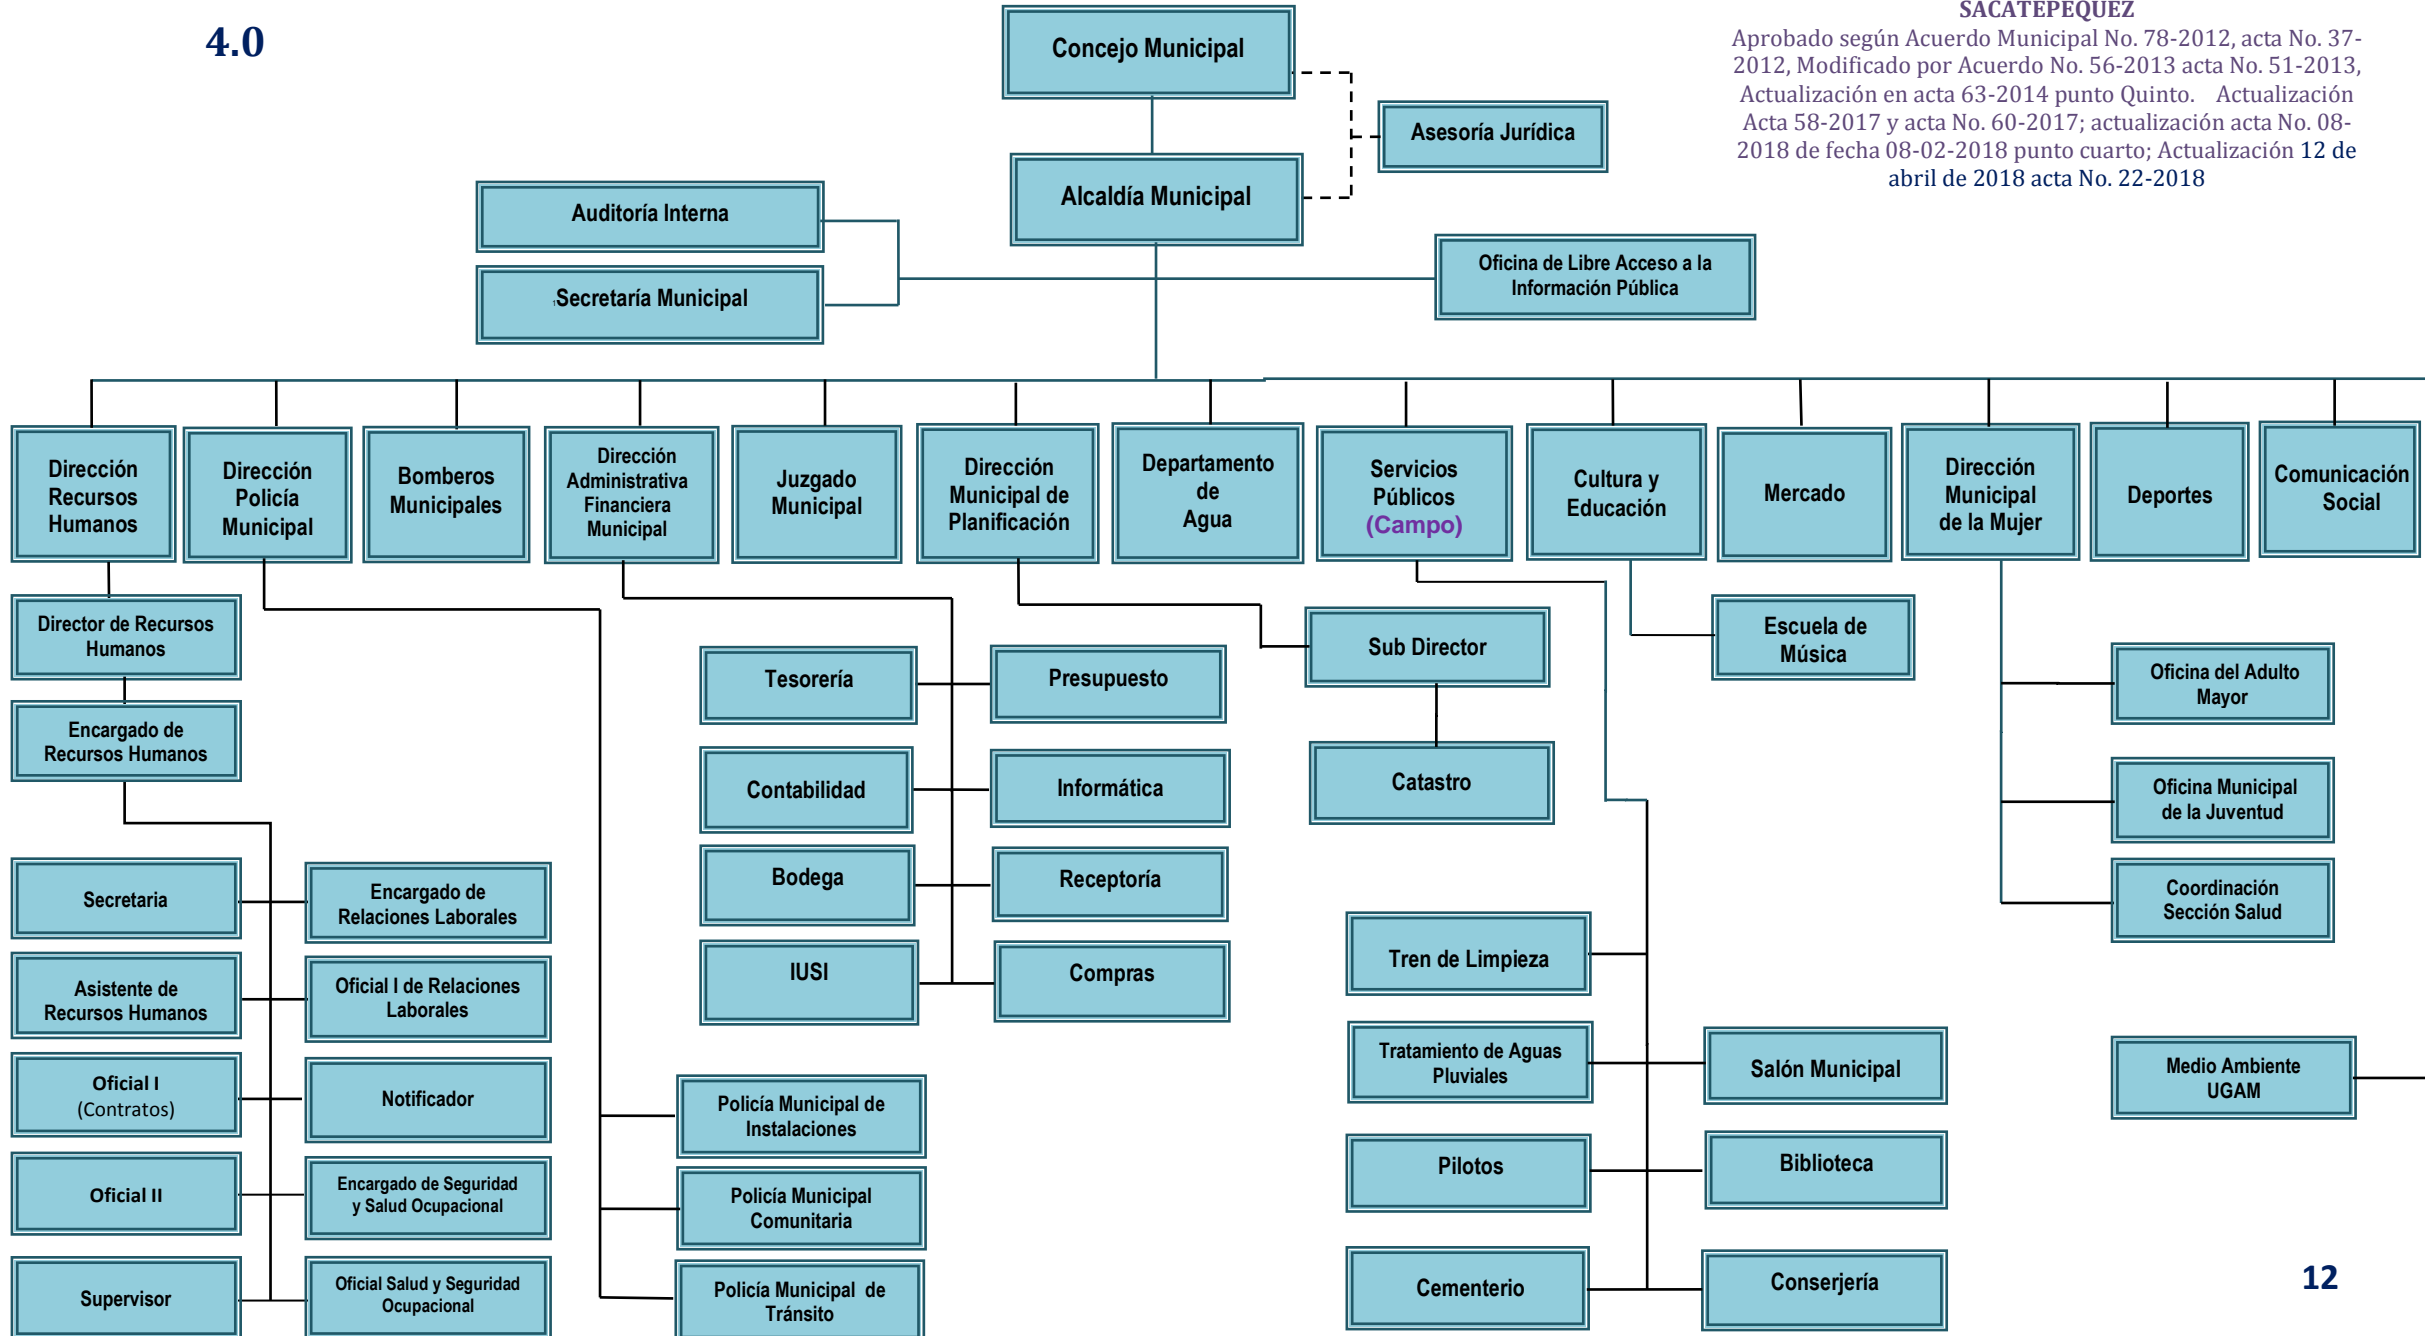 4.0
SACATEPÉQUEZ
Aprobado según Acuerdo Municipal No. 78-2012, acta No. 37-
2012, Modificado por Acuerdo No. 56-2013 acta No. 51-2013,
Actualización en acta 63-2014 punto Quinto. Actualización
Acta 58-2017 y acta No. 60-2017; actualización acta No. 08-
2018 de fecha 08-02-2018 punto cuarto; Actualización 12 de
abril de 2018 acta No. 22-2018
Concejo Municipal
Asesoría Jurídica
Alcaldía Municipal
Auditoría Interna
1Secretaría Municipal
Oficina de Libre Acceso a la
Información Pública
Dirección
Recursos
Humanos
Dirección
Policía
Municipal
Bomberos
Municipales
Dirección
Administrativa
Financiera
Municipal
Juzgado
Municipal
Dirección
Municipal de
Planificación
Departamento
de
Agua
Servicios
Públicos
(Campo)
Cultura y
Educación
Mercado
Dirección
Municipal
de la Mujer
Deportes
Comunicación
Social
Director de Recursos
Humanos
Encargado de
Recursos Humanos
Secretaria
Encargado de
Relaciones Laborales
Asistente de
Recursos Humanos
Oficial I de Relaciones
Laborales
Oficial I
(Contratos)
Notificador
Oficial II
Encargado de Seguridad
y Salud Ocupacional
Supervisor
Oficial Salud y Seguridad
Ocupacional
Policía Municipal de
Instalaciones
Policía Municipal
Comunitaria
Policía Municipal de
Tránsito
Tesorería
Presupuesto
Contabilidad
Informática
Bodega
Receptoría
IUSI
Compras
Sub Director
Catastro
Escuela de
Música
Tren de Limpieza
Tratamiento de Aguas
Pluviales
Salón Municipal
Pilotos
Biblioteca
Cementerio
Conserjería
Oficina del Adulto
Mayor
Oficina Municipal
de la Juventud
Coordinación
Sección Salud
Medio Ambiente
UGAM
12